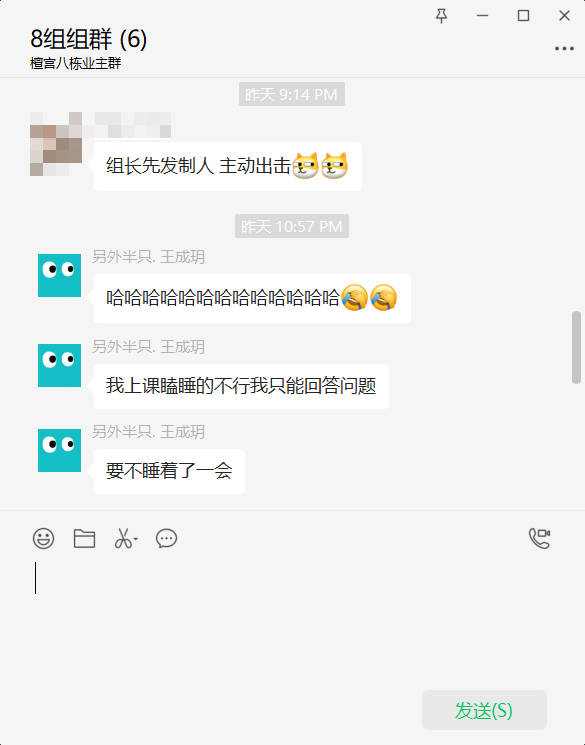 8组组群 (6)
檀宫八栋业主群
昨天 9:14 PM
组长先发制人 主动出击
昨天 10:57 PM
另外半只. 王成玥
哈哈哈哈哈哈哈哈哈哈哈哈哈
另外半只. 王成玥
我上课瞌睡的不行我只能回答问题
另外半只. 王成玥
要不睡着了一会
发送(S)